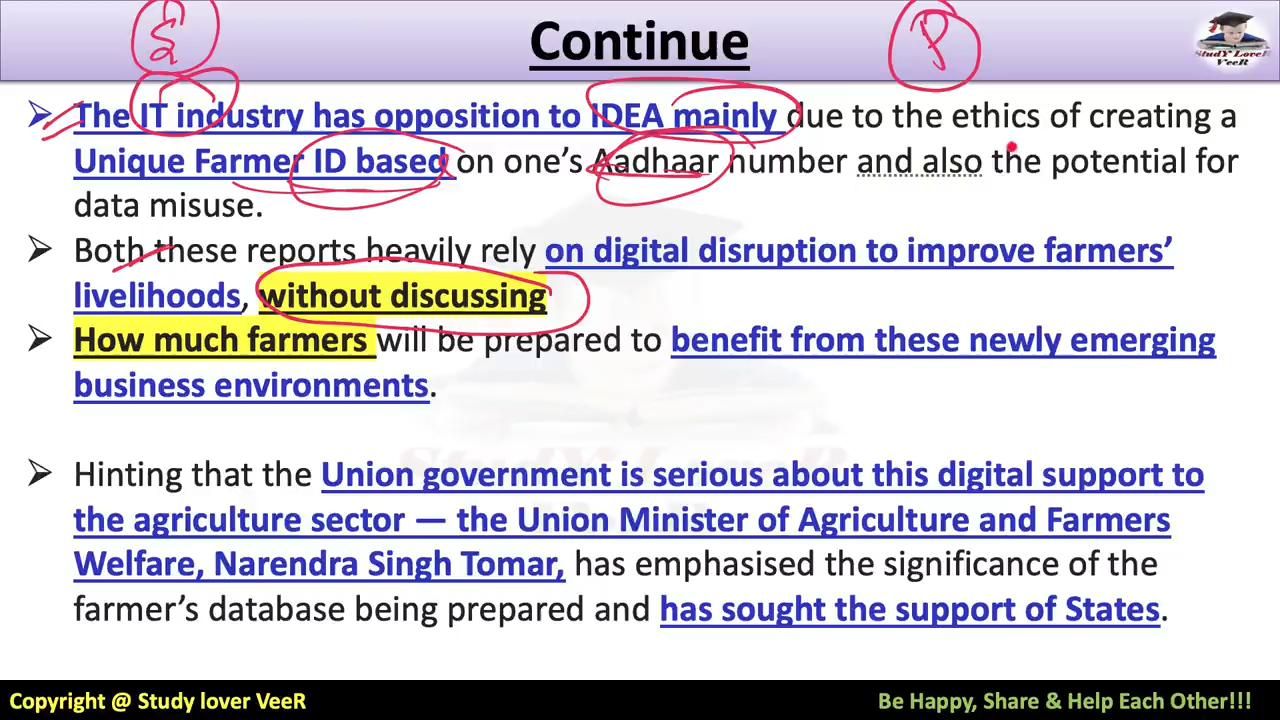 Continue
StudY LoveR
VeeR
➢ The IT industry has opposition to IDEA mainly due to the ethics of creating a
Unique Farmer ID based on one's Aadhaar number and also the potential for
data misuse.
➢ Both these reports heavily rely on digital disruption to improve farmers'
livelihoods, without discussing
➢ How much farmers will be prepared to benefit from these newly emerging
business environments.
➢ Hinting that the Union government is serious about this digital support to
the agriculture sector — the Union Minister of Agriculture and Farmers
Welfare, Narendra Singh Tomar, has emphasised the significance of the
farmer's database being prepared and has sought the support of States.
Copyright @ Study lover VeeR
Be Happy, Share & Help Each Other!!!